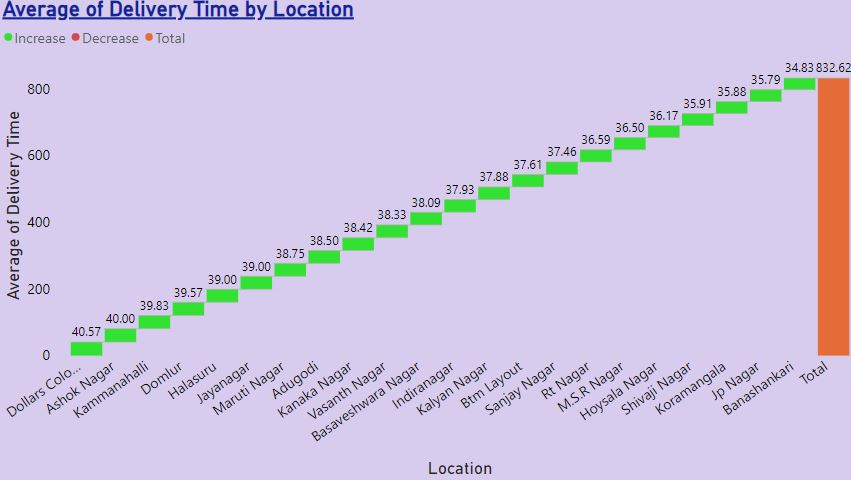 Average of Delivery Time by Location
Increase Decrease Total
Average of Delivery Time
800
600
400
200
0
40.57 40.00 39.83 39.57 39.00 39.00 38.75 38.50 38.42 38.33 38.09 37.93 37.88 37.61 37.46 36.59 36.50 36.17 35.91 35.88 35.79 34.83 832.62
Dollars Colo...
Ashok Nagar
Kammanahalli
Domlur
Halasuru
Jayanagar
Maruti Nagar
Adugodi
Kanaka Nagar
Vasanth Nagar
Basaveshwara Nagar
Indiranagar
Kalyan Nagar
Btm Layout
Sanjay Nagar
Rt Nagar
M.S.R Nagar
Hoysala Nagar
Shivaji Nagar
Koramangala
Jp Nagar
Banashankari
Total
Location